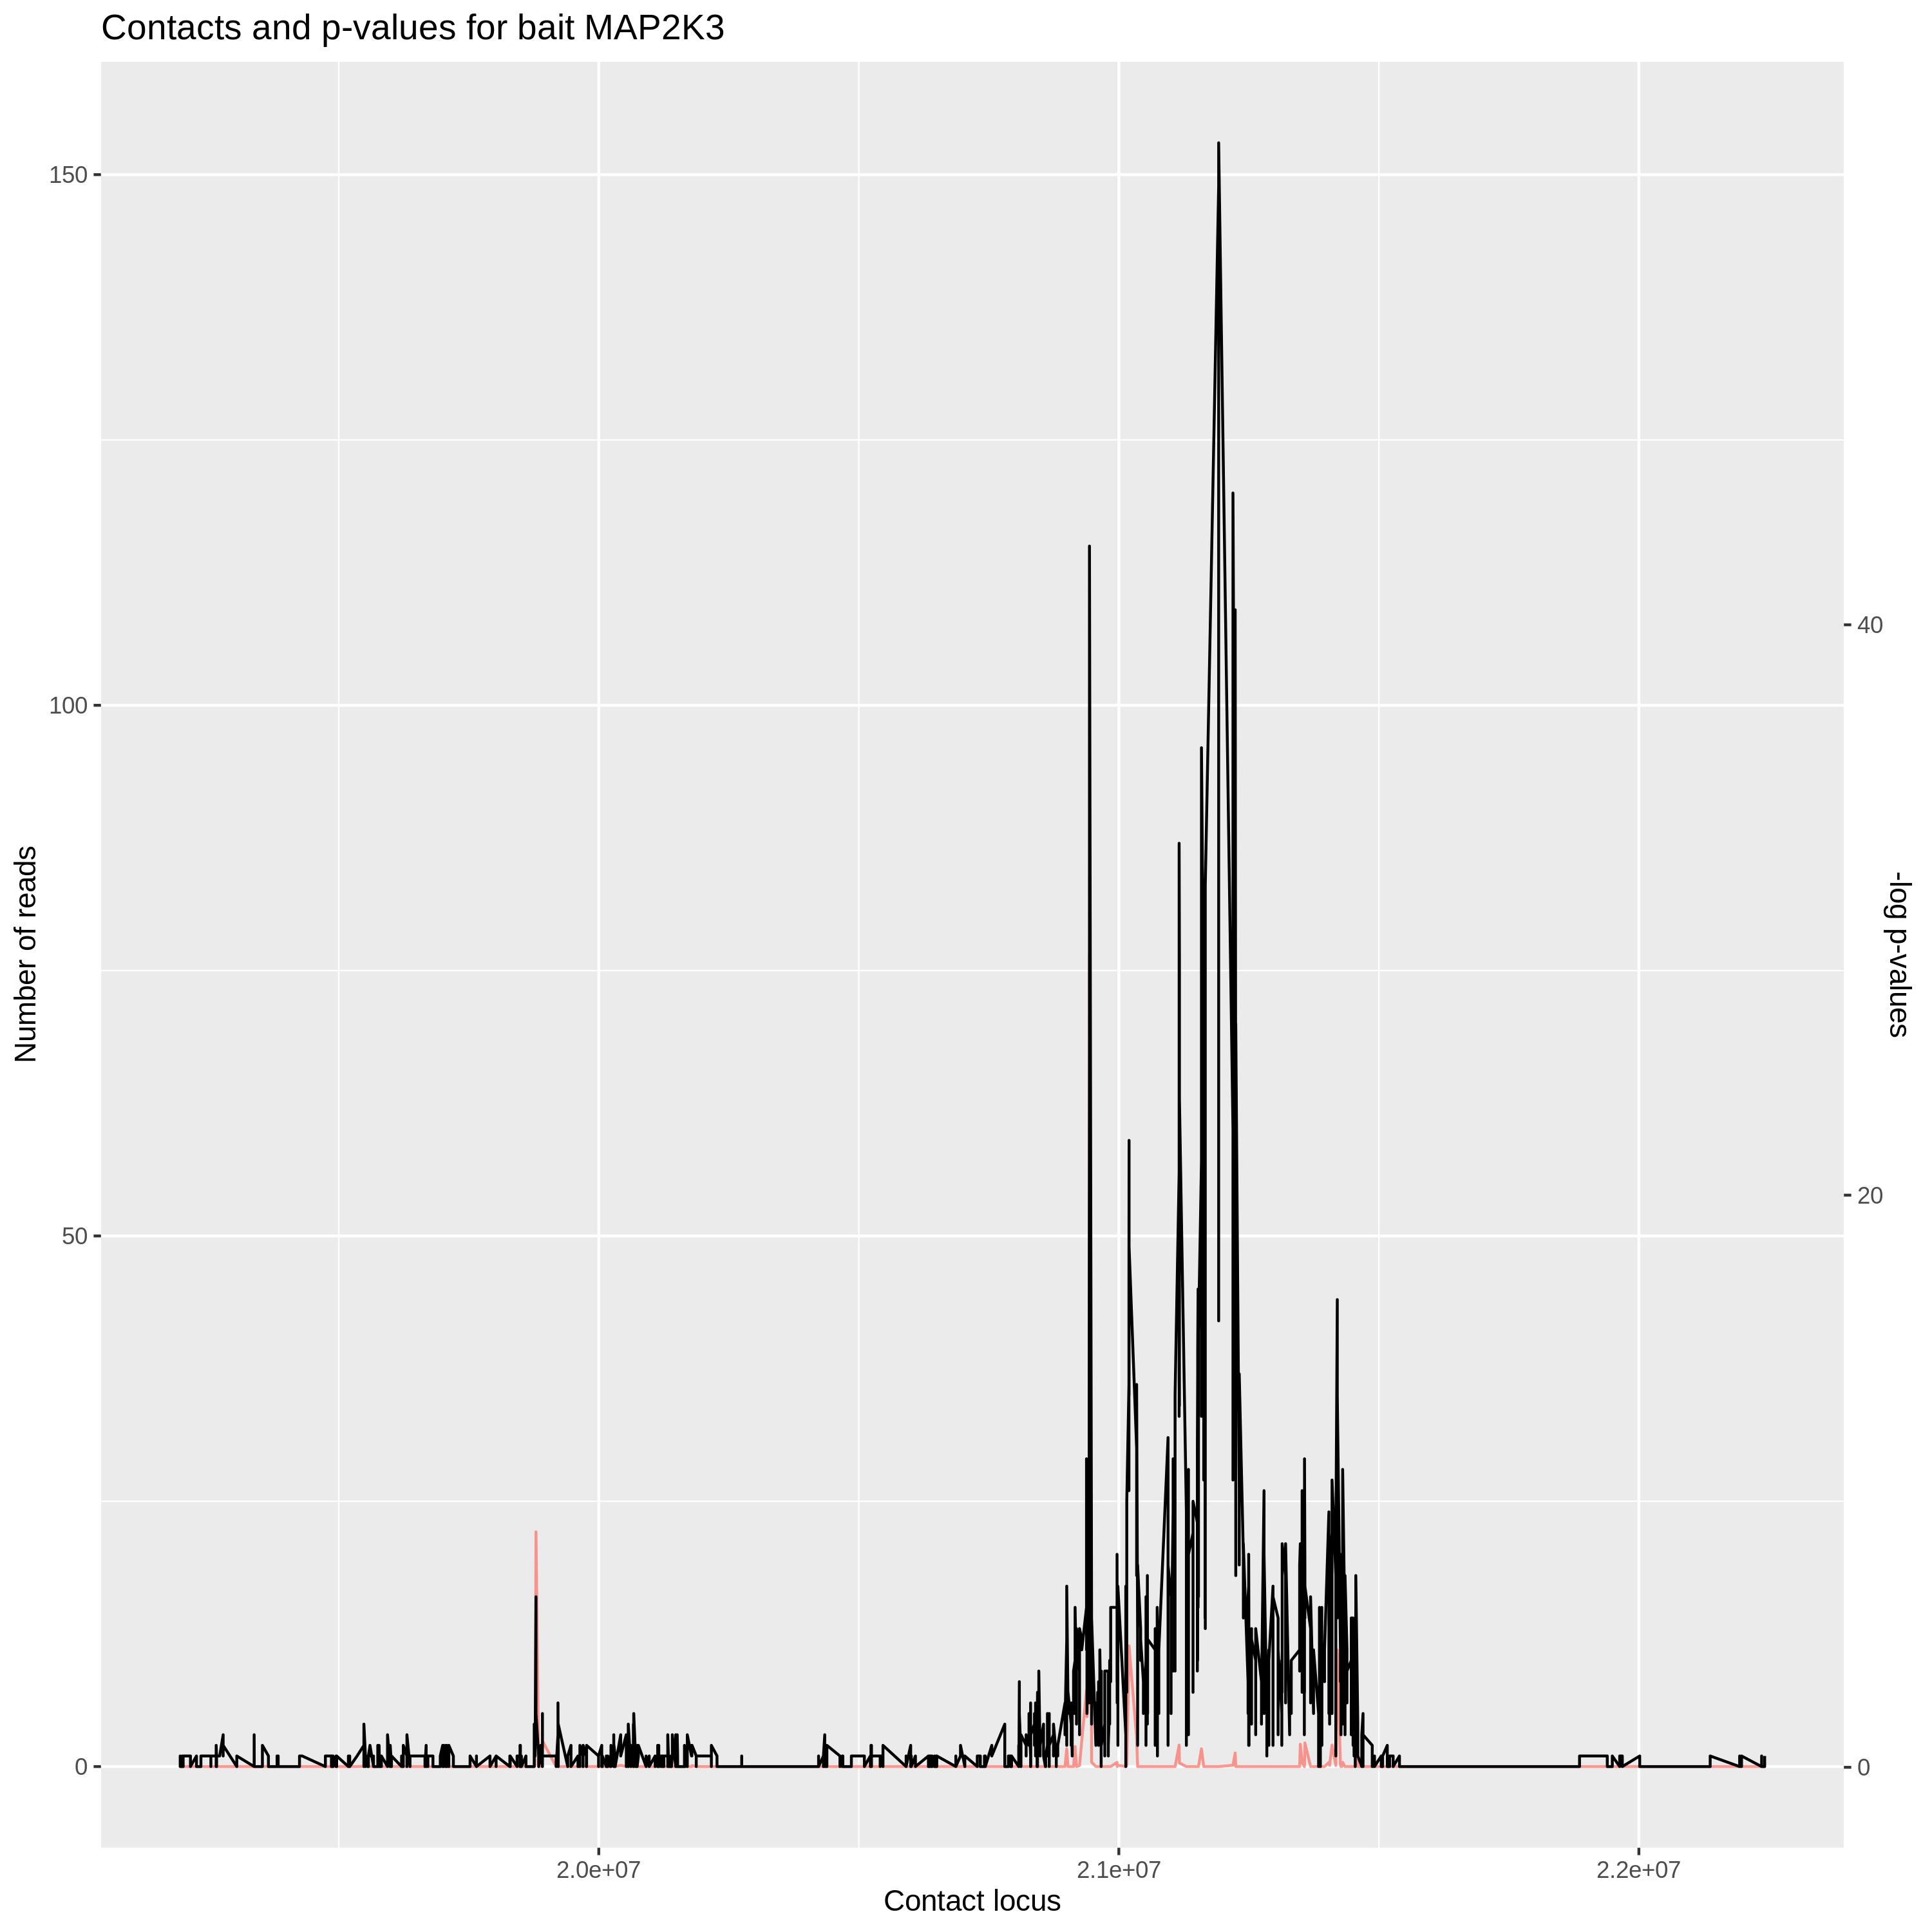 Contacts and p-values for bait MAP2K3
150
100
50
0
Number of reads
40
20
0
-log p-values
2.0e+07
2.1e+07
2.2e+07
Contact locus